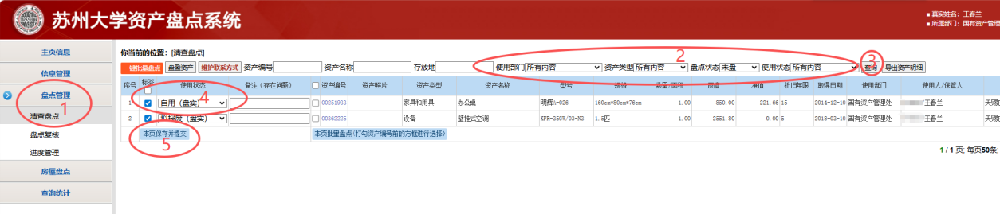 苏州大学资产盘点系统
■ 真实姓名：王春兰
■ 所属部门：国有资产管理
主页信息
信息管理
盘点管理
清查盘点
盘点复核
进度管理
房屋盘点
查询统计
1
你当前的位置：[清查盘点]
2
3
一键批量盘点 盘盈资产 维护联系方式 资产编号 资产名称 存放地 使用部门 所有内容 资产类型 所有内容 盘点状态 未盘 使用状态 所有内容 查询 导出资产明细
序号 标签 使用状态 备注（存在问题） 资产编号 资产照片 资产类型 资产名称 型号 规格 数量/面积 原值 净值 折旧年限 取得日期 使用部门 使用人/保管人
4
1 自用（盘实） 00251933 家具和用具 办公桌 明辉A-026 160cm*80cm*76cm 1.00 850.00 221.66 15 2014-12-10 国有资产管理处 王春兰
2 拟报废（盘实） 00362225 设备 壁挂式空调 KFR-35GW/03-N3 1.5匹 1.00 2551.80 0.00 5 2018-03-10 国有资产管理处 王春兰
本页保存并提交 本页批量盘点(打勾资产编号前的方框进行选择)
5
1 / 1 页; 每页50条;